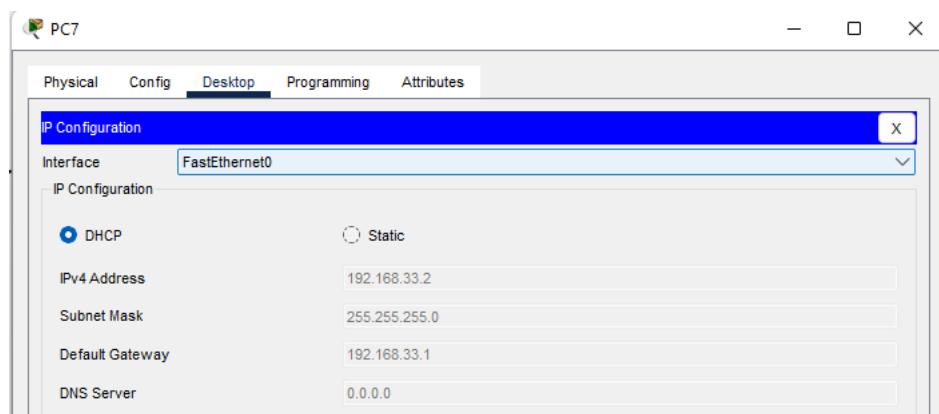 PC7
Physical Config Desktop Programming Attributes
IP Configuration X
Interface FastEthernet0
IP Configuration
DHCP Static
IPv4 Address 192.168.33.2
Subnet Mask 255.255.255.0
Default Gateway 192.168.33.1
DNS Server 0.0.0.0